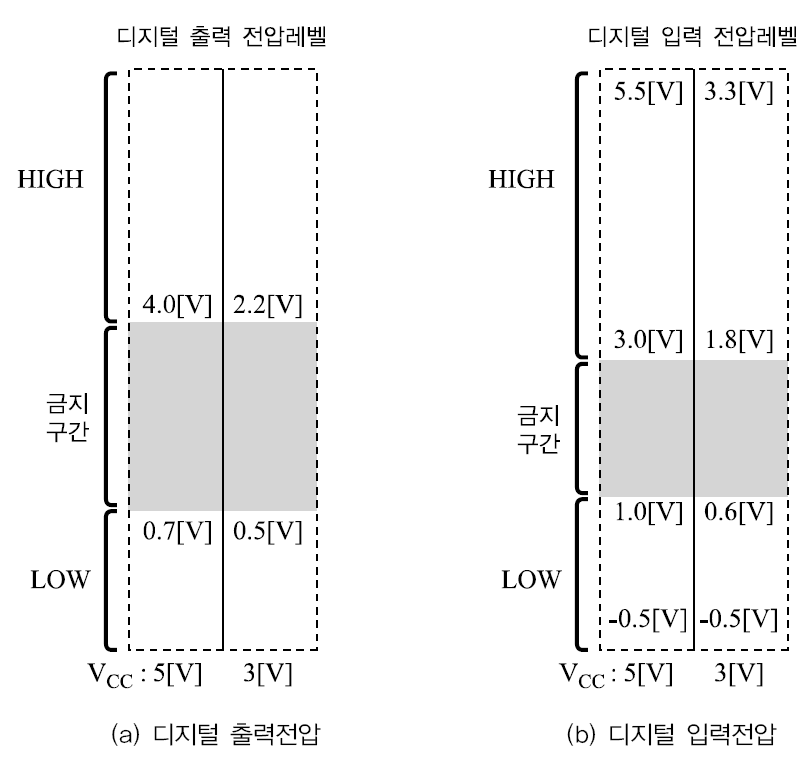 디지털 출력 전압레벨
HIGH
4.0[V] 2.2[V]
금지
구간
0.7[V] 0.5[V]
LOW
VCC : 5[V] 3[V]
(a) 디지털 출력전압
디지털 입력 전압레벨
5.5[V] 3.3[V]
HIGH
3.0[V] 1.8[V]
금지
구간
1.0[V] 0.6[V]
LOW
-0.5[V] -0.5[V]
VCC : 5[V] 3[V]
(b) 디지털 입력전압